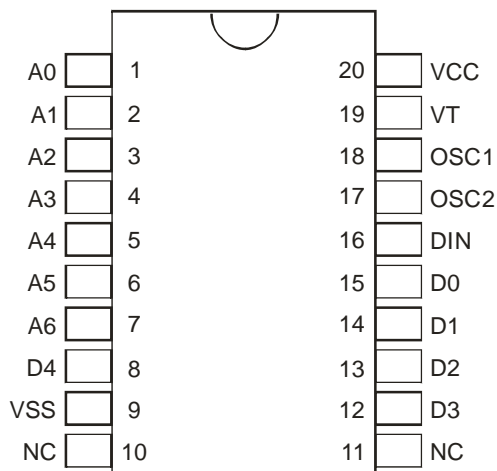 A0 1 20 VCC
A1 2 19 VT
A2 3 18 OSC1
A3 4 17 OSC2
A4 5 16 DIN
A5 6 15 D0
A6 7 14 D1
D4 8 13 D2
VSS 9 12 D3
NC 10 11 NC